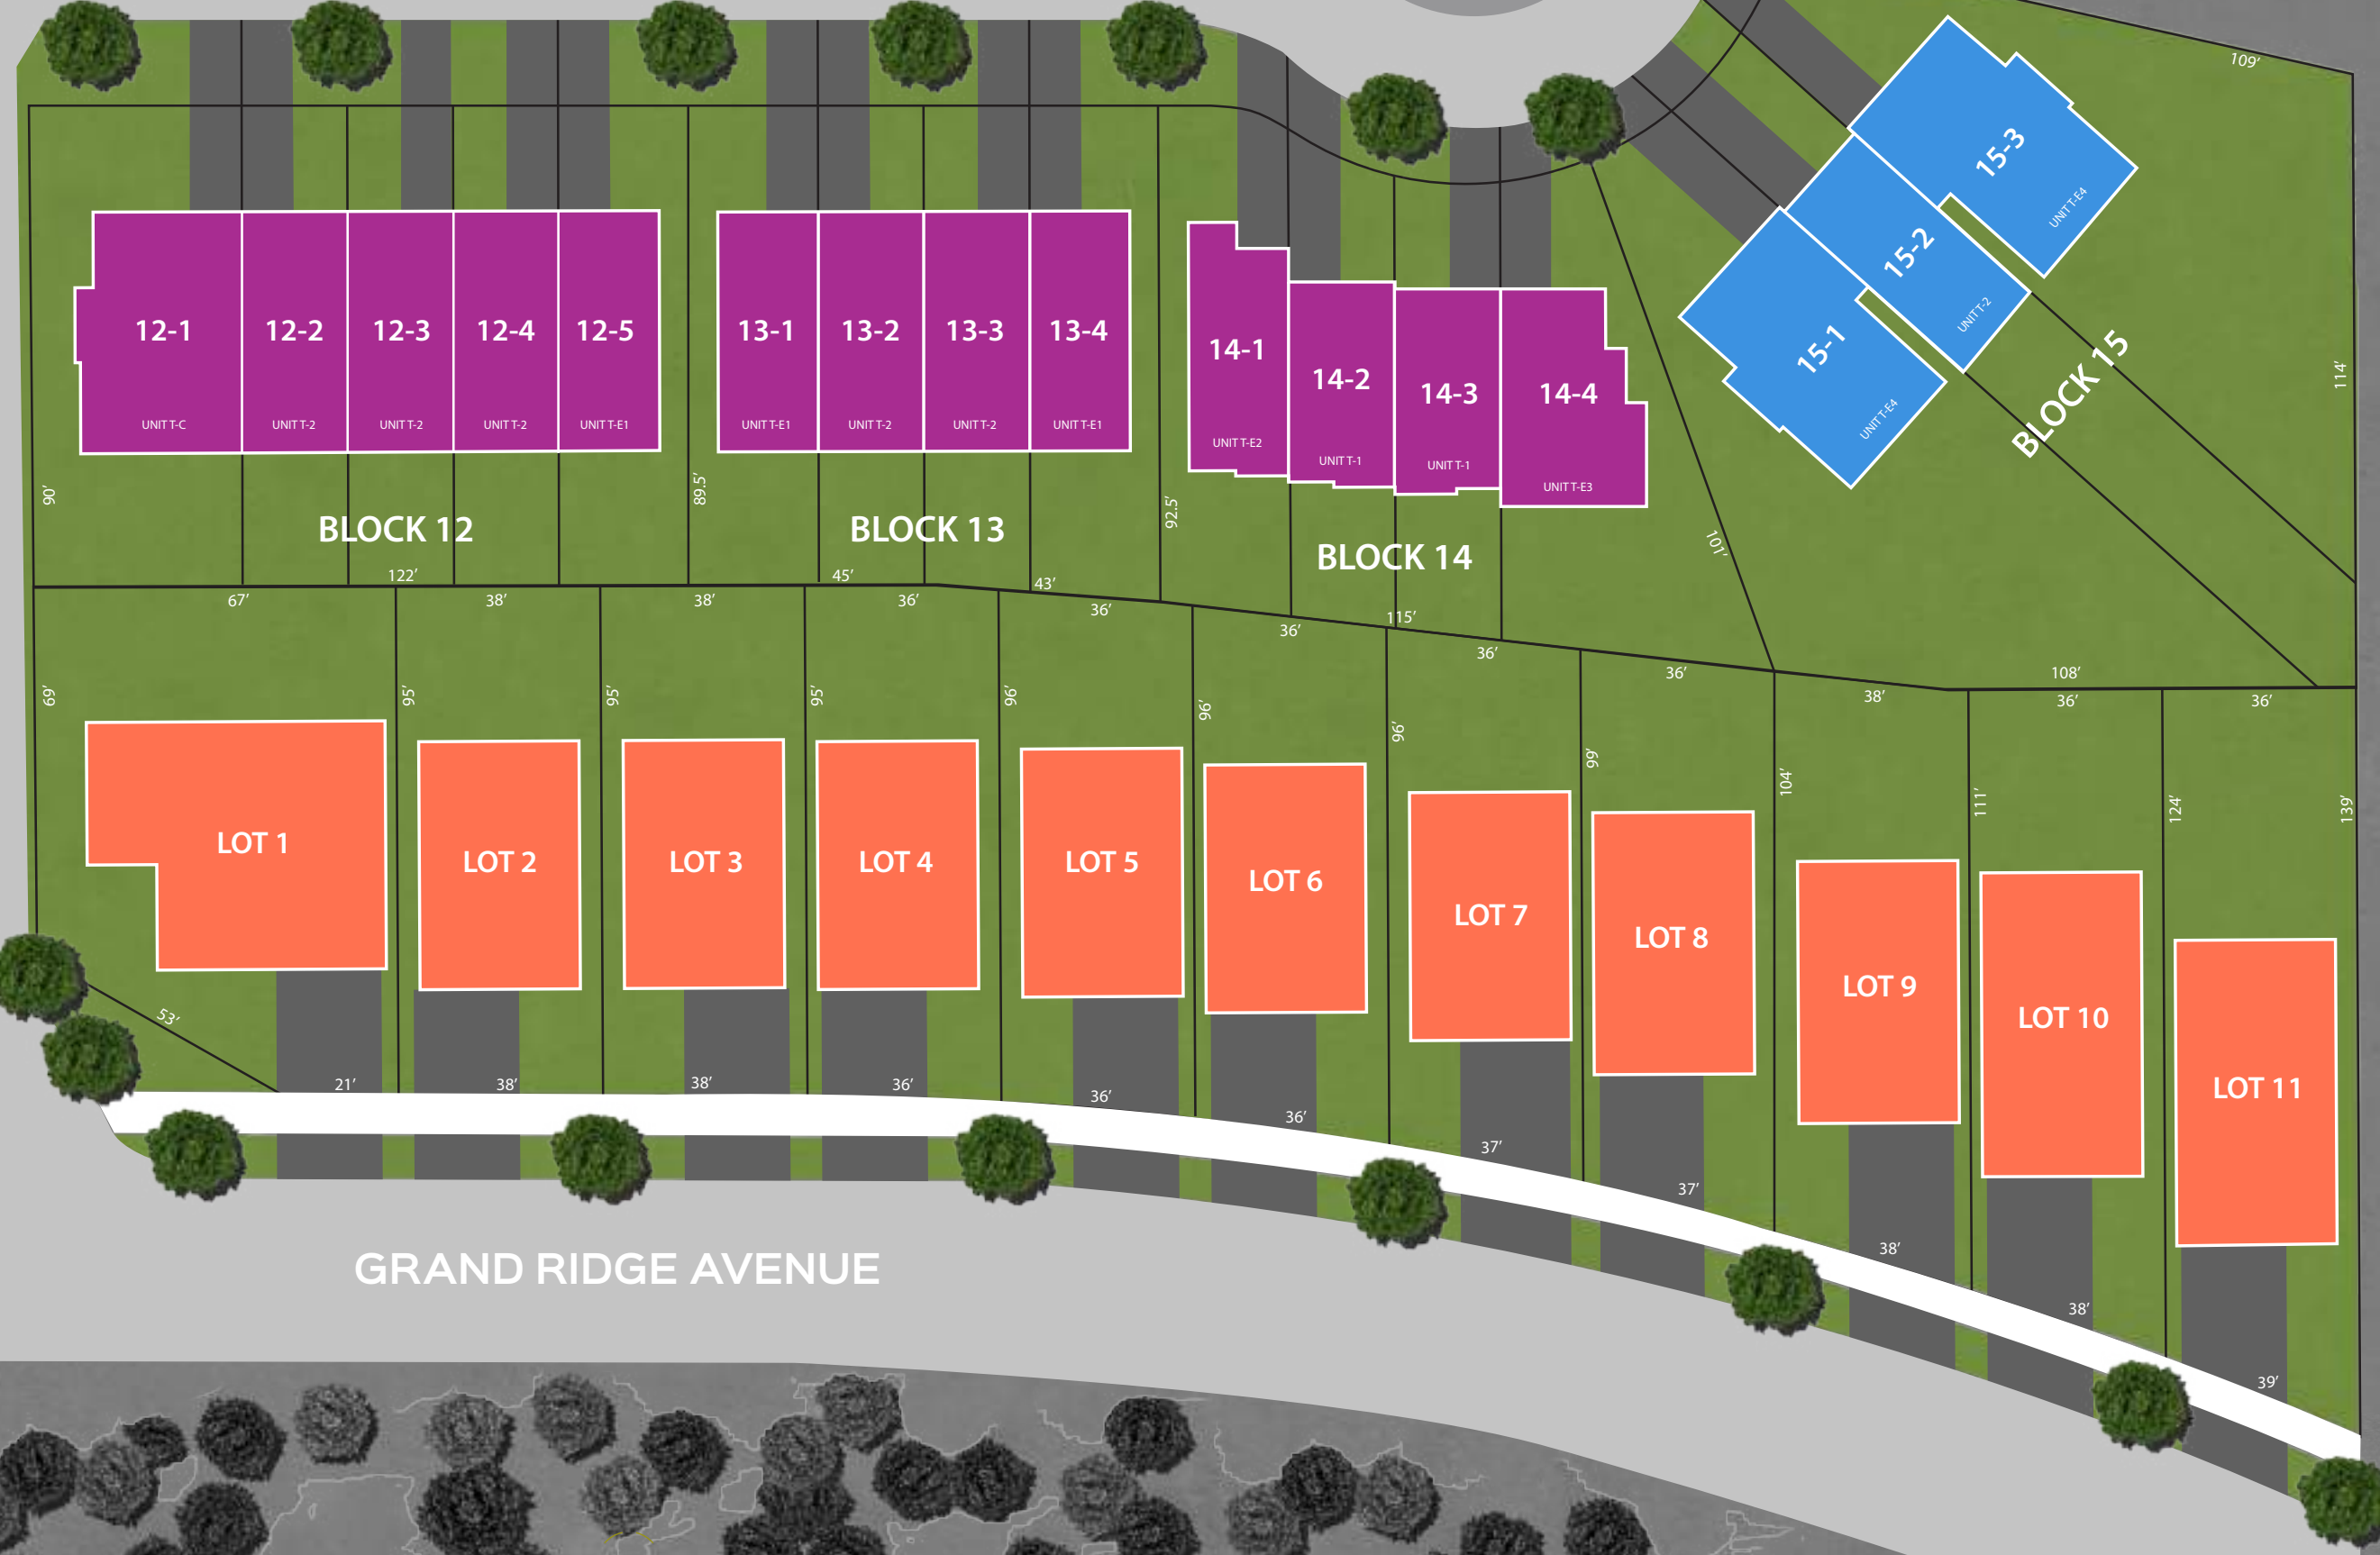 109’
15-3
UNIT T-E4
15-2
UNIT T-2
15-1
UNIT T-E4
BLOCK 15
114’
12-1
12-2
12-3
12-4
12-5
13-1
13-2
13-3
13-4
14-1
14-2
14-3
14-4
UNIT T-C
UNIT T-2
UNIT T-2
UNIT T-2
UNIT T-E1
UNIT T-E1
UNIT T-2
UNIT T-2
UNIT T-E1
UNIT T-E2
UNIT T-1
UNIT T-1
UNIT T-E3
90’
89.5’
92.5’
101’
BLOCK 12
BLOCK 13
BLOCK 14
122’
45’
43’
115’
108’
67’
38’
38’
36’
36’
36’
36’
36’
38’
36’
36’
69’
95’
95’
95’
96’
96’
96’
99’
104’
111’
124’
139’
LOT 1
LOT 2
LOT 3
LOT 4
LOT 5
LOT 6
LOT 7
LOT 8
LOT 9
LOT 10
LOT 11
53’
21’
38’
38’
36’
36’
36’
37’
37’
38’
38’
39’
GRAND RIDGE AVENUE